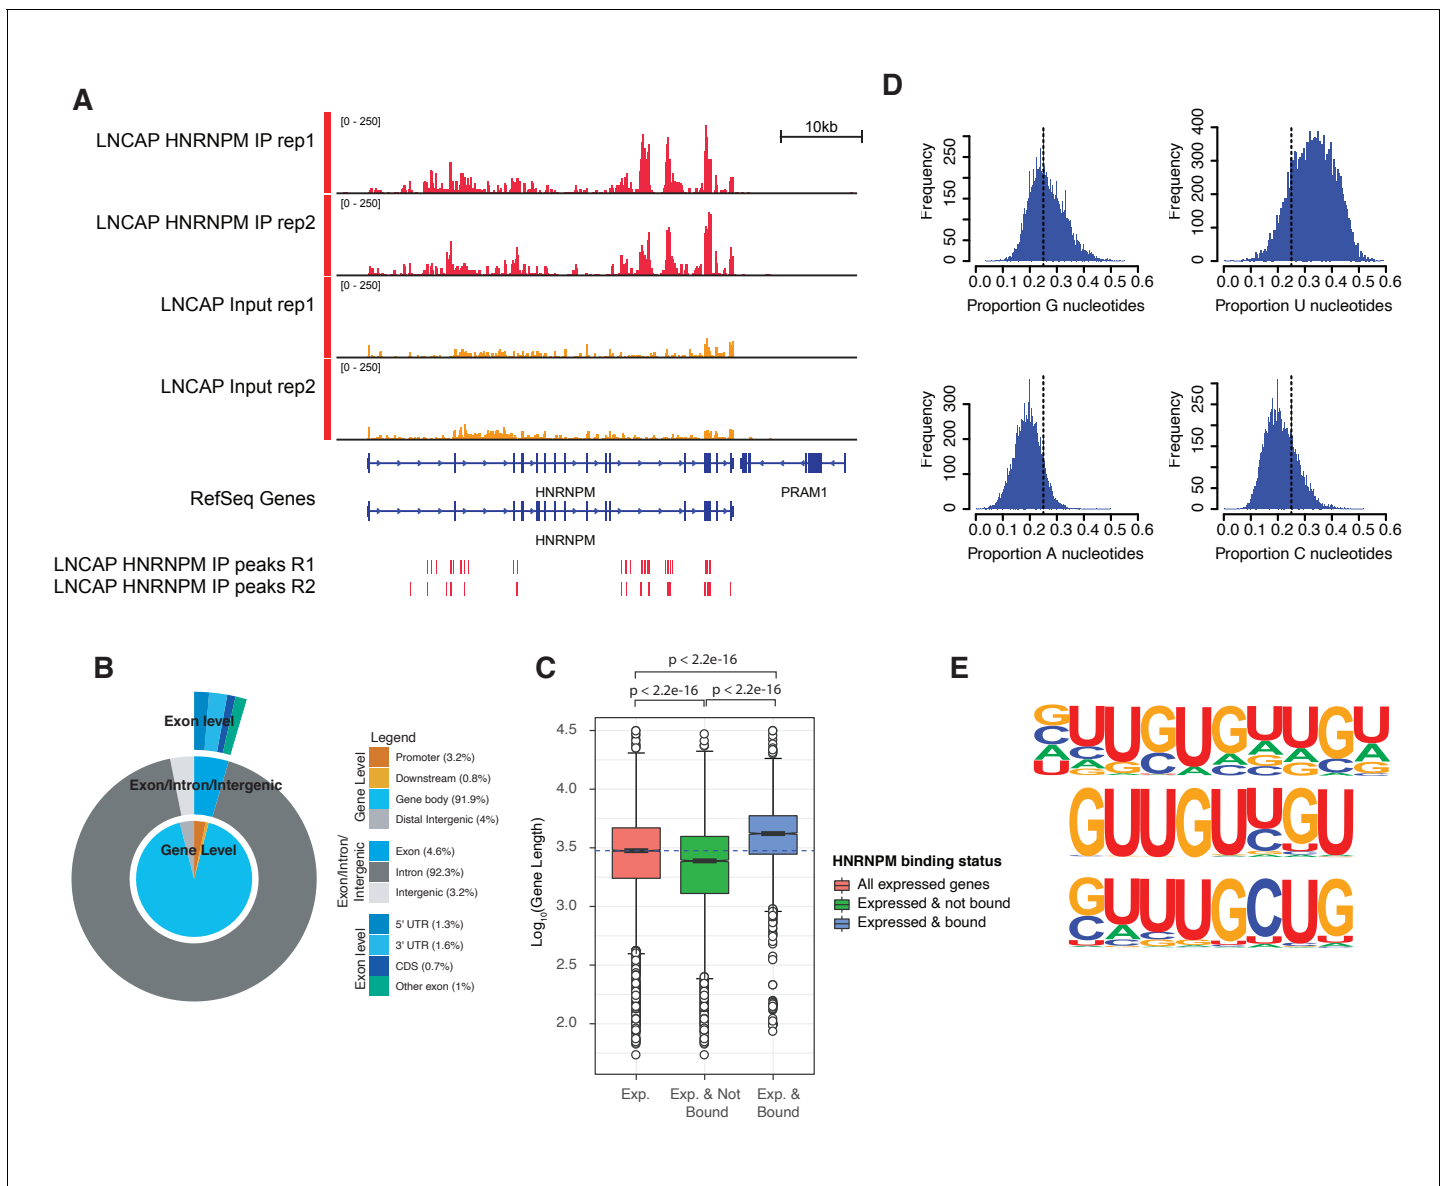 A
LNCAP HNRNPM IP rep1
[0 - 250]
10kb
LNCAP HNRNPM IP rep2
[0 - 250]
LNCAP Input rep1
[0 - 250]
LNCAP Input rep2
[0 - 250]
RefSeq Genes
HNRNPM
PRAM1
HNRNPM
LNCAP HNRNPM IP peaks R1
LNCAP HNRNPM IP peaks R2
D
Frequency
0 50 150 250
0.0 0.1 0.2 0.3 0.4 0.5 0.6
Proportion G nucleotides
Frequency
0 100 200 300 400
0.0 0.1 0.2 0.3 0.4 0.5 0.6
Proportion U nucleotides
Frequency
0 100 200 300
0.0 0.1 0.2 0.3 0.4 0.5 0.6
Proportion A nucleotides
Frequency
0 50 150 250
0.0 0.1 0.2 0.3 0.4 0.5 0.6
Proportion C nucleotides
B
Exon level
Exon/Intron/Intergenic
Gene Level
Legend
Gene Level
Promoter (3.2%)
Downstream (0.8%)
Gene body (91.9%)
Distal Intergenic (4%)
Exon/Intron/
Intergenic
Exon (4.6%)
Intron (92.3%)
Intergenic (3.2%)
Exon level
5' UTR (1.3%)
3' UTR (1.6%)
CDS (0.7%)
Other exon (1%)
C
p < 2.2e-16
p < 2.2e-16
p < 2.2e-16
Log10(Gene Length)
4.5
4.0
3.5
3.0
2.5
2.0
Exp.
Exp. & Not
Bound
Exp. &
Bound
HNRNPM binding status
All expressed genes
Expressed & not bound
Expressed & bound
E
GUUGUGUUGU
GUUGUUGU
GUUUGCUG